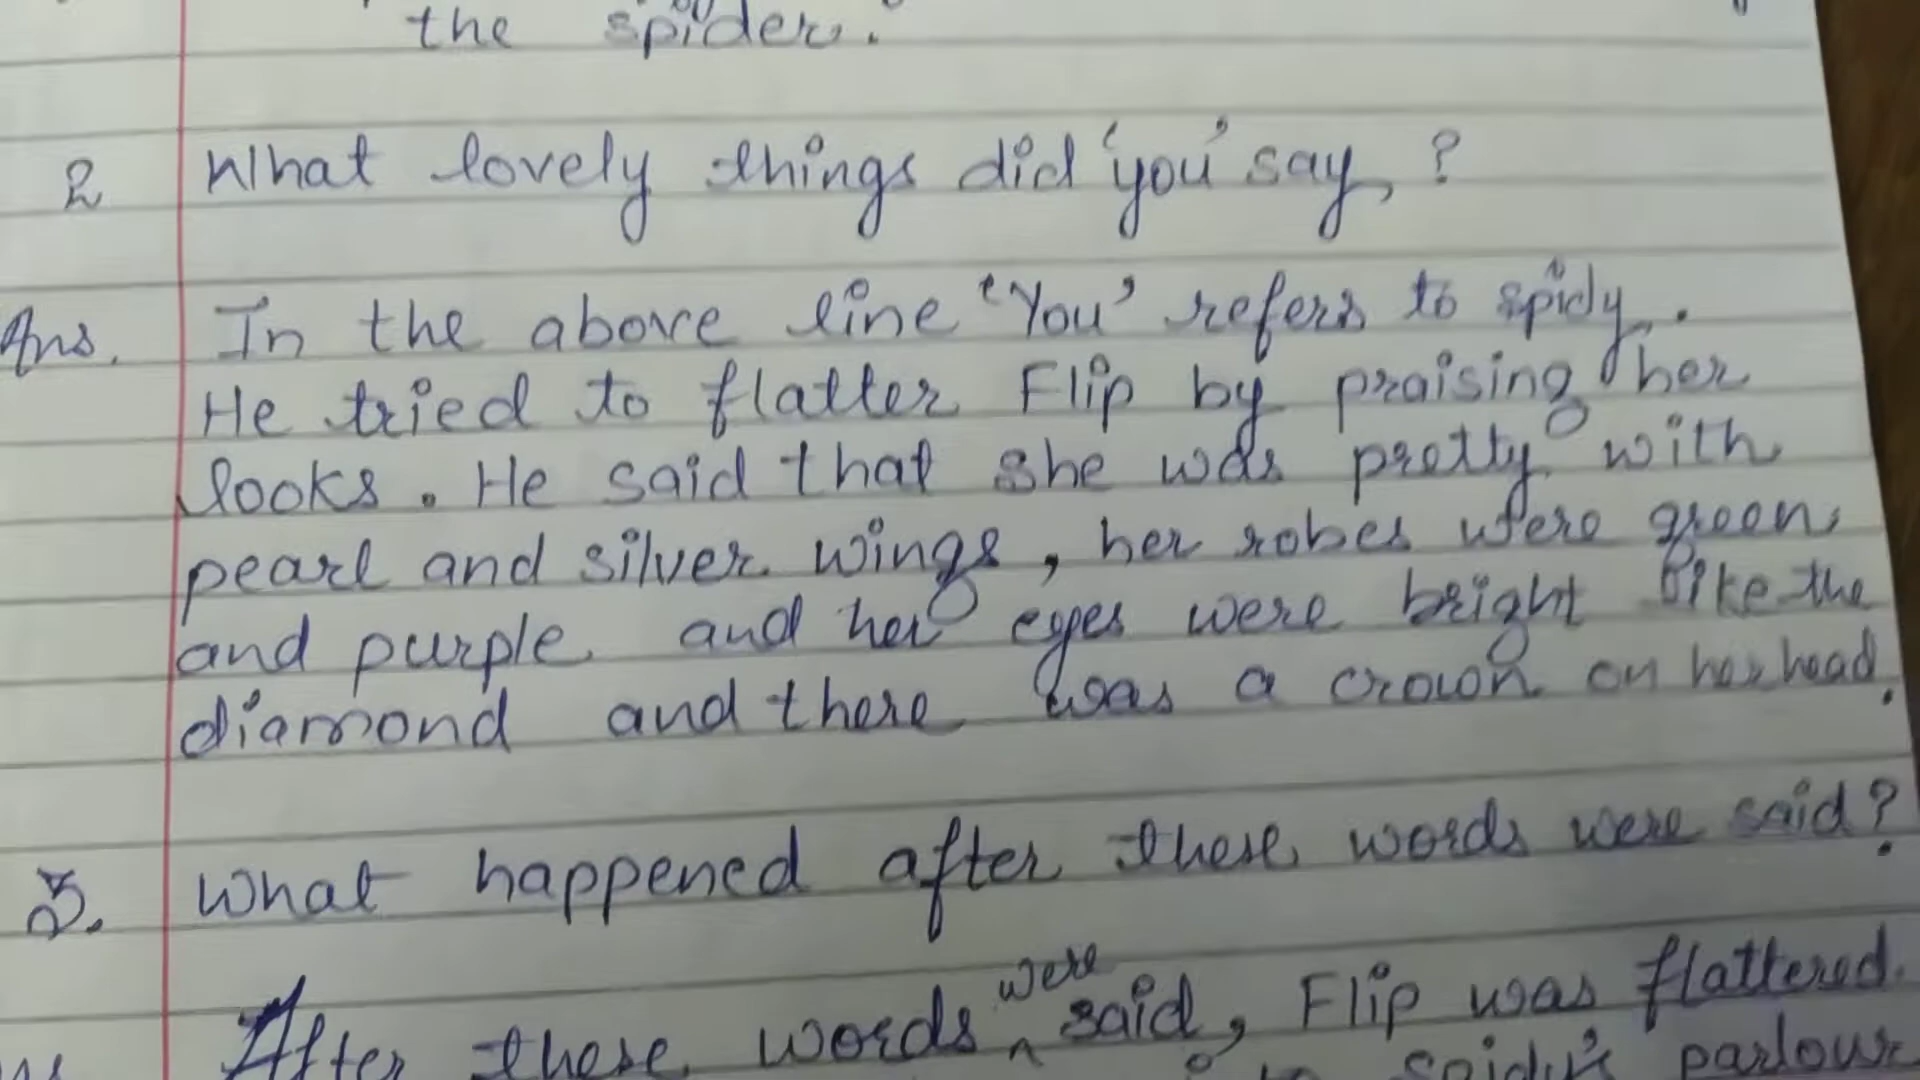 the spider.
2 What lovely things did 'you' say, ?
Ans. In the above line 'You' refers to spidy.
He tried to flatter Flip by praising her
looks. He said that she was pretty with
pearl and silver wings, her robes were green
and purple and her eyes were bright like the
diamond and there was a crown on her head.
3. What happened after these words were said?
After these words were said, Flip was flattered
spidy's parlour